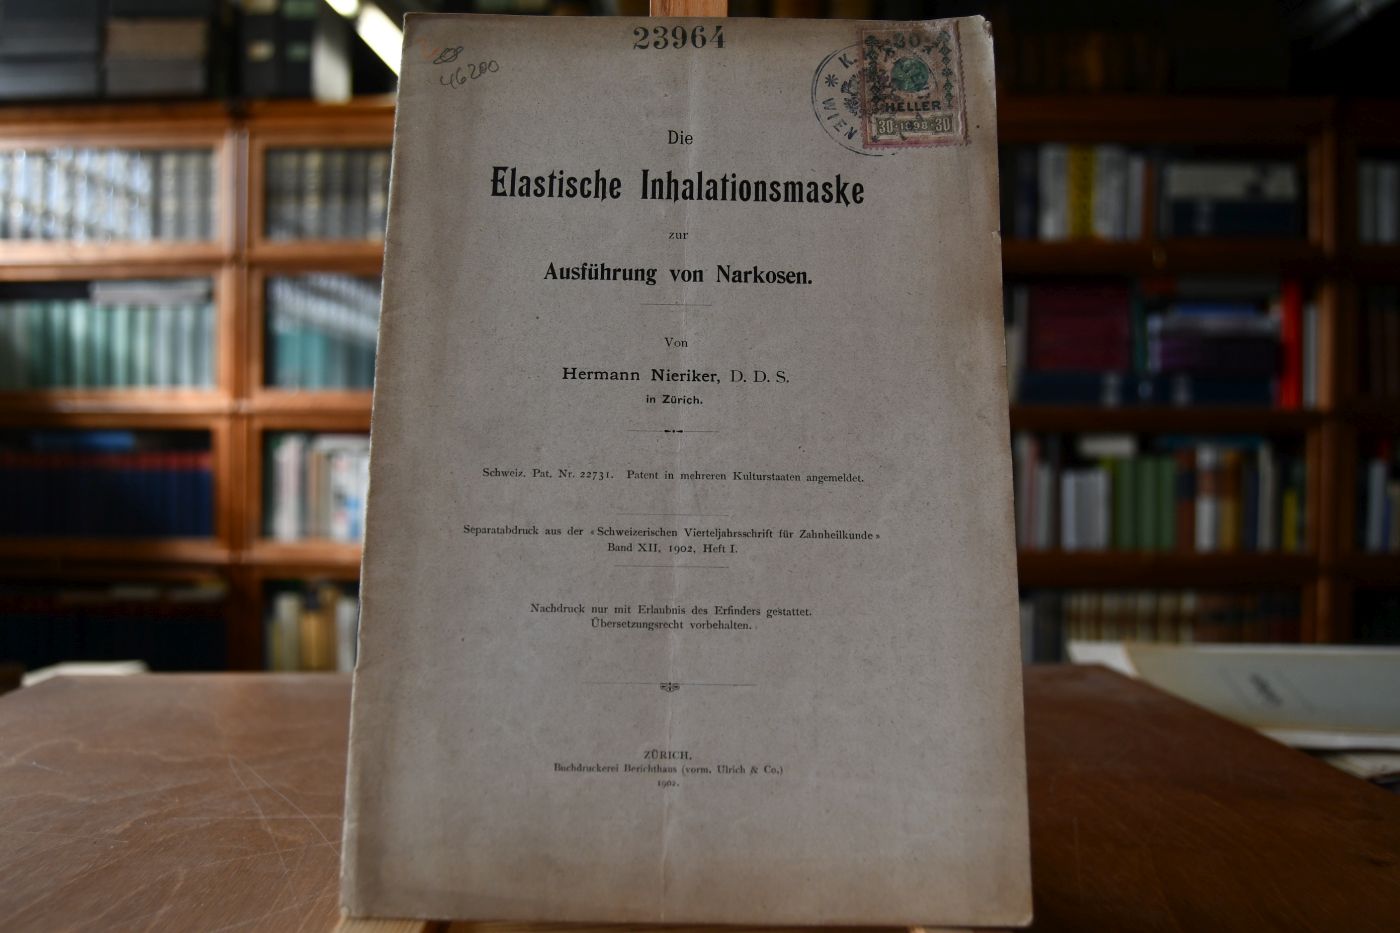 23964
46200
30
HELLER
30 · 1898 · 30
K.
WIEN
Die
Elastische Inhalationsmaske
zur
Ausführung von Narkosen.
Von
Hermann Nieriker, D. D. S.
in Zürich.
Schweiz. Pat. Nr. 22731. Patent in mehreren Kulturstaaten angemeldet.
Separatabdruck aus der «Schweizerischen Vierteljahrsschrift für Zahnheilkunde»
Band XII, 1902, Heft I.
Nachdruck nur mit Erlaubnis des Erfinders gestattet.
Übersetzungsrecht vorbehalten.
ZÜRICH,
Buchdruckerei Berichthaus (vorm. Ulrich & Co.)
1902.